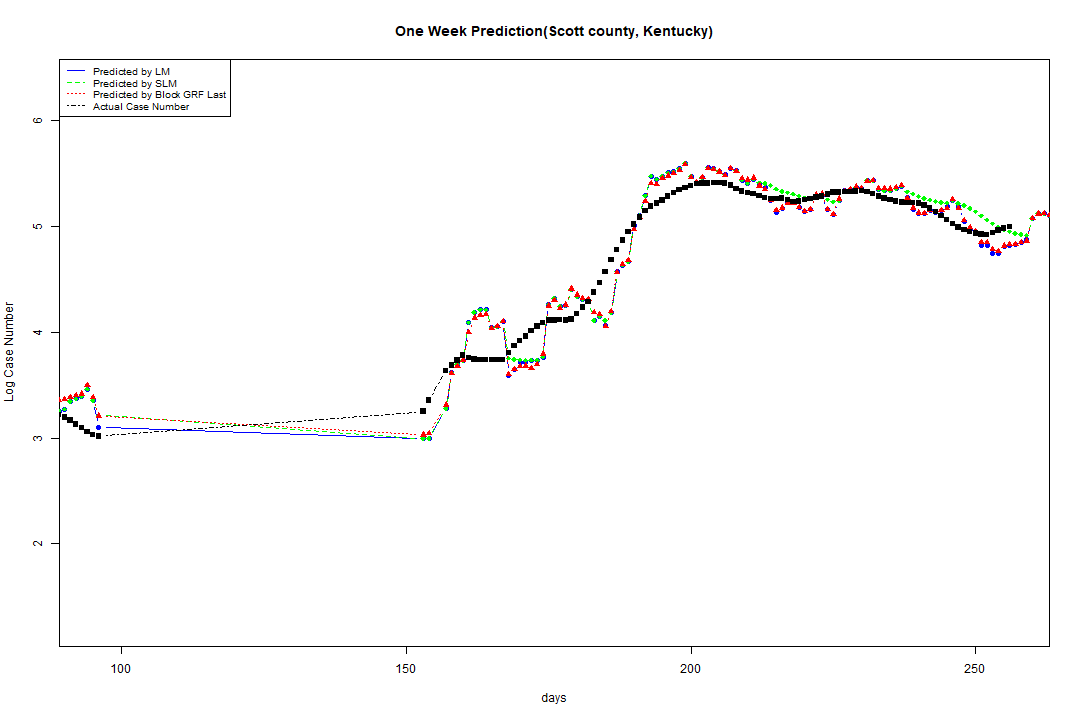 One Week Prediction(Scott county, Kentucky)
Predicted by LM
Predicted by SLM
Predicted by Block GRF Last
Actual Case Number
Log Case Number
6
5
4
3
2
100 150 200 250
days